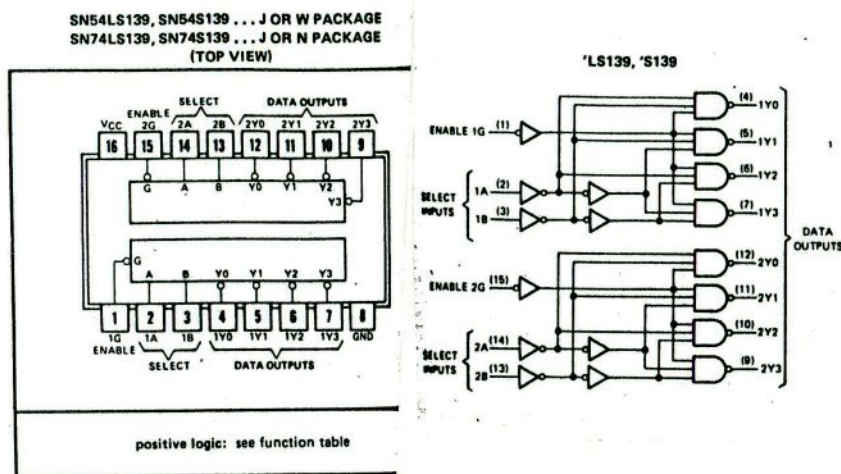 SN54LS139, SN54S139 ... J OR W PACKAGE
SN74LS139, SN74S139 ... J OR N PACKAGE
(TOP VIEW)
SELECT
DATA OUTPUTS
ENABLE
VCC 2G 2A 2B 2Y0 2Y1 2Y2 2Y3
16 15 14 13 12 11 10 9
G A B Y0 Y1 Y2
Y3
G
A B Y0 Y1 Y2 Y3
1 2 3 4 5 6 7 8
1G 1A 1B 1Y0 1Y1 1Y2 1Y3 GND
ENABLE
SELECT
DATA OUTPUTS
positive logic: see function table
'LS139, 'S139
(4) 1Y0
ENABLE 1G (1)
(5) 1Y1
(6) 1Y2
SELECT
INPUTS
1A (2)
1B (3)
(7) 1Y3
DATA
OUTPUTS
(12) 2Y0
ENABLE 2G (15)
(11) 2Y1
(10) 2Y2
SELECT
INPUTS
2A (14)
2B (13)
(9) 2Y3